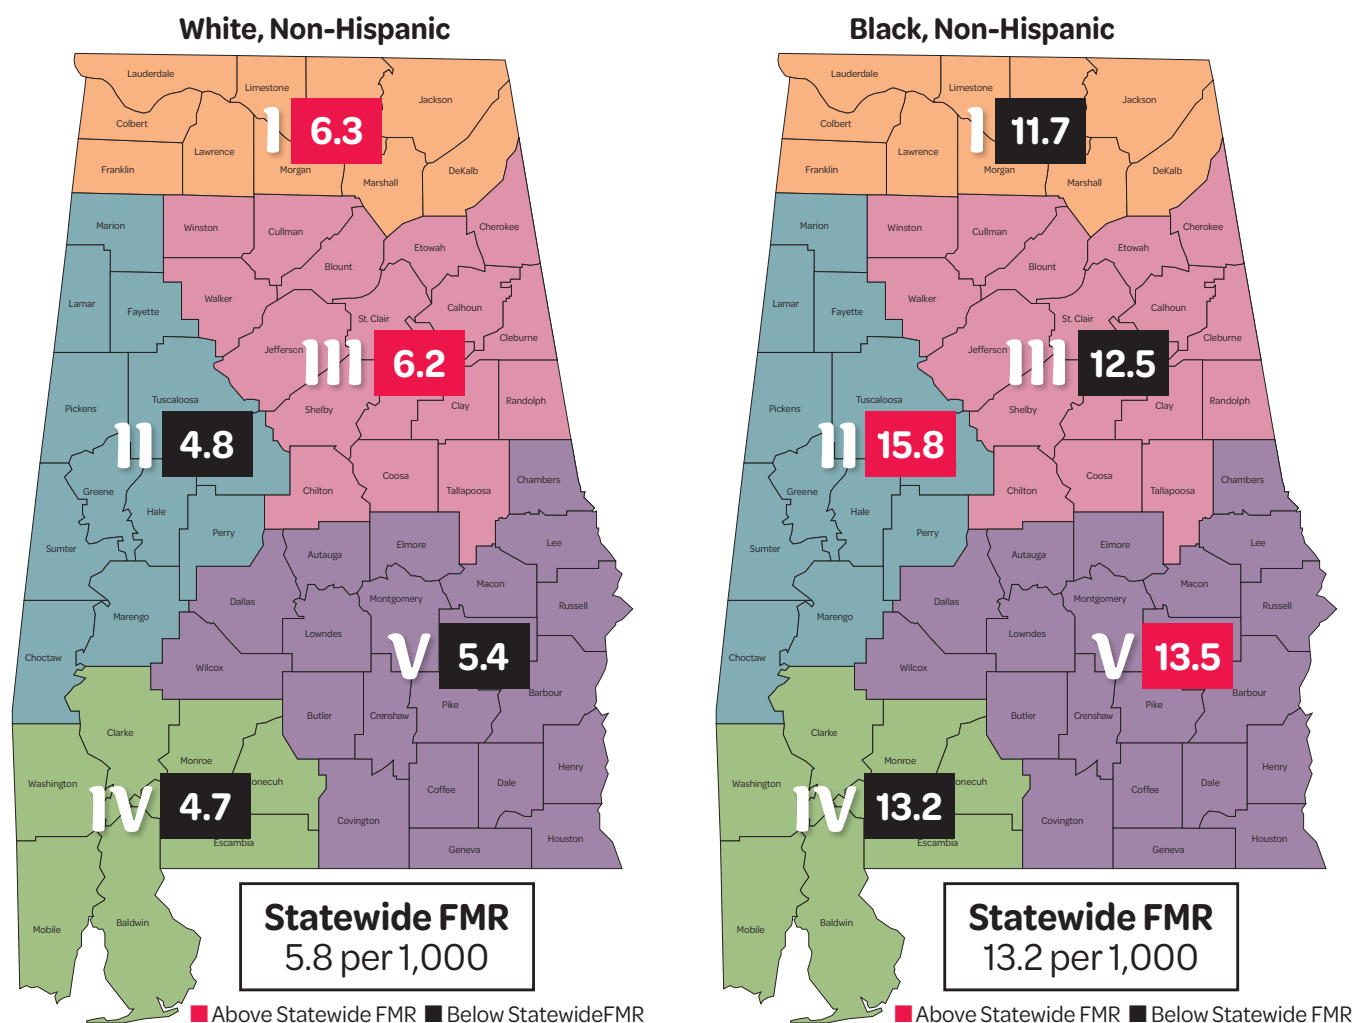 White, Non-Hispanic
Lauderdale
Limestone
Jackson
Colbert
I 6.3
Lawrence
Franklin
Morgan
Marshall
DeKalb
Marion
Winston
Cullman
Cherokee
Etowah
Blount
Lamar
Fayette
Walker
St. Clair
Calhoun
Cleburne
Jefferson
III 6.2
Pickens
Tuscaloosa
Shelby
Clay
Randolph
II 4.8
Greene
Hale
Chilton
Coosa
Tallapoosa
Chambers
Sumter
Perry
Autauga
Elmore
Lee
Macon
Marengo
Dallas
Montgomery
Russell
Lowndes
Choctaw
Wilcox
V 5.4
Barbour
Clarke
Butler
Crenshaw
Pike
Washington
Monroe
onecuh
Coffee
Dale
Henry
IV 4.7
Covington
Escambia
Geneva
Houston
Mobile
Baldwin
Statewide FMR
5.8 per 1,000
Above Statewide FMR Below StatewideFMR
Black, Non-Hispanic
Lauderdale
Limestone
Jackson
Colbert
I 11.7
Lawrence
Franklin
Morgan
Marshall
DeKalb
Marion
Winston
Cullman
Cherokee
Etowah
Blount
Lamar
Fayette
Walker
St. Clair
Calhoun
Cleburne
Jefferson
III 12.5
Pickens
Tuscaloosa
Shelby
Clay
Randolph
II 15.8
Greene
Hale
Chilton
Coosa
Tallapoosa
Chambers
Sumter
Perry
Autauga
Elmore
Lee
Macon
Marengo
Dallas
Montgomery
Russell
Lowndes
Choctaw
Wilcox
V 13.5
Barbour
Clarke
Butler
Crenshaw
Pike
Washington
Monroe
onecuh
Coffee
Dale
Henry
IV 13.2
Covington
Escambia
Geneva
Houston
Mobile
Baldwin
Statewide FMR
13.2 per 1,000
Above Statewide FMR Below Statewide FMR